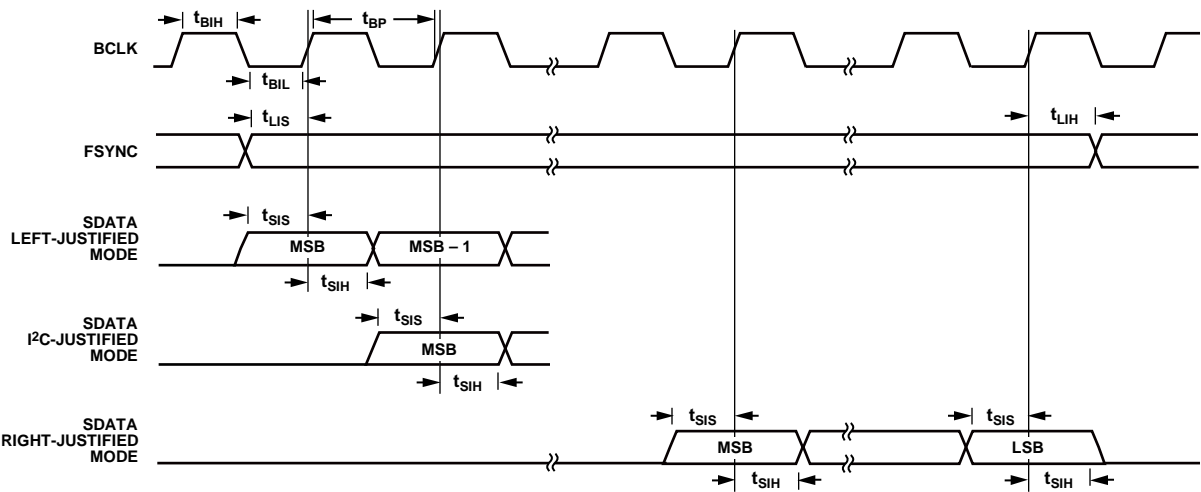 tBIH
tBP
BCLK
tBIL
tLIS
tLIH
FSYNC
tSIS
SDATA
LEFT-JUSTIFIED
MODE
MSB
MSB – 1
tSIH
SDATA
I²C-JUSTIFIED
MODE
tSIS
MSB
tSIH
SDATA
RIGHT-JUSTIFIED
MODE
tSIS
tSIS
MSB
LSB
tSIH
tSIH